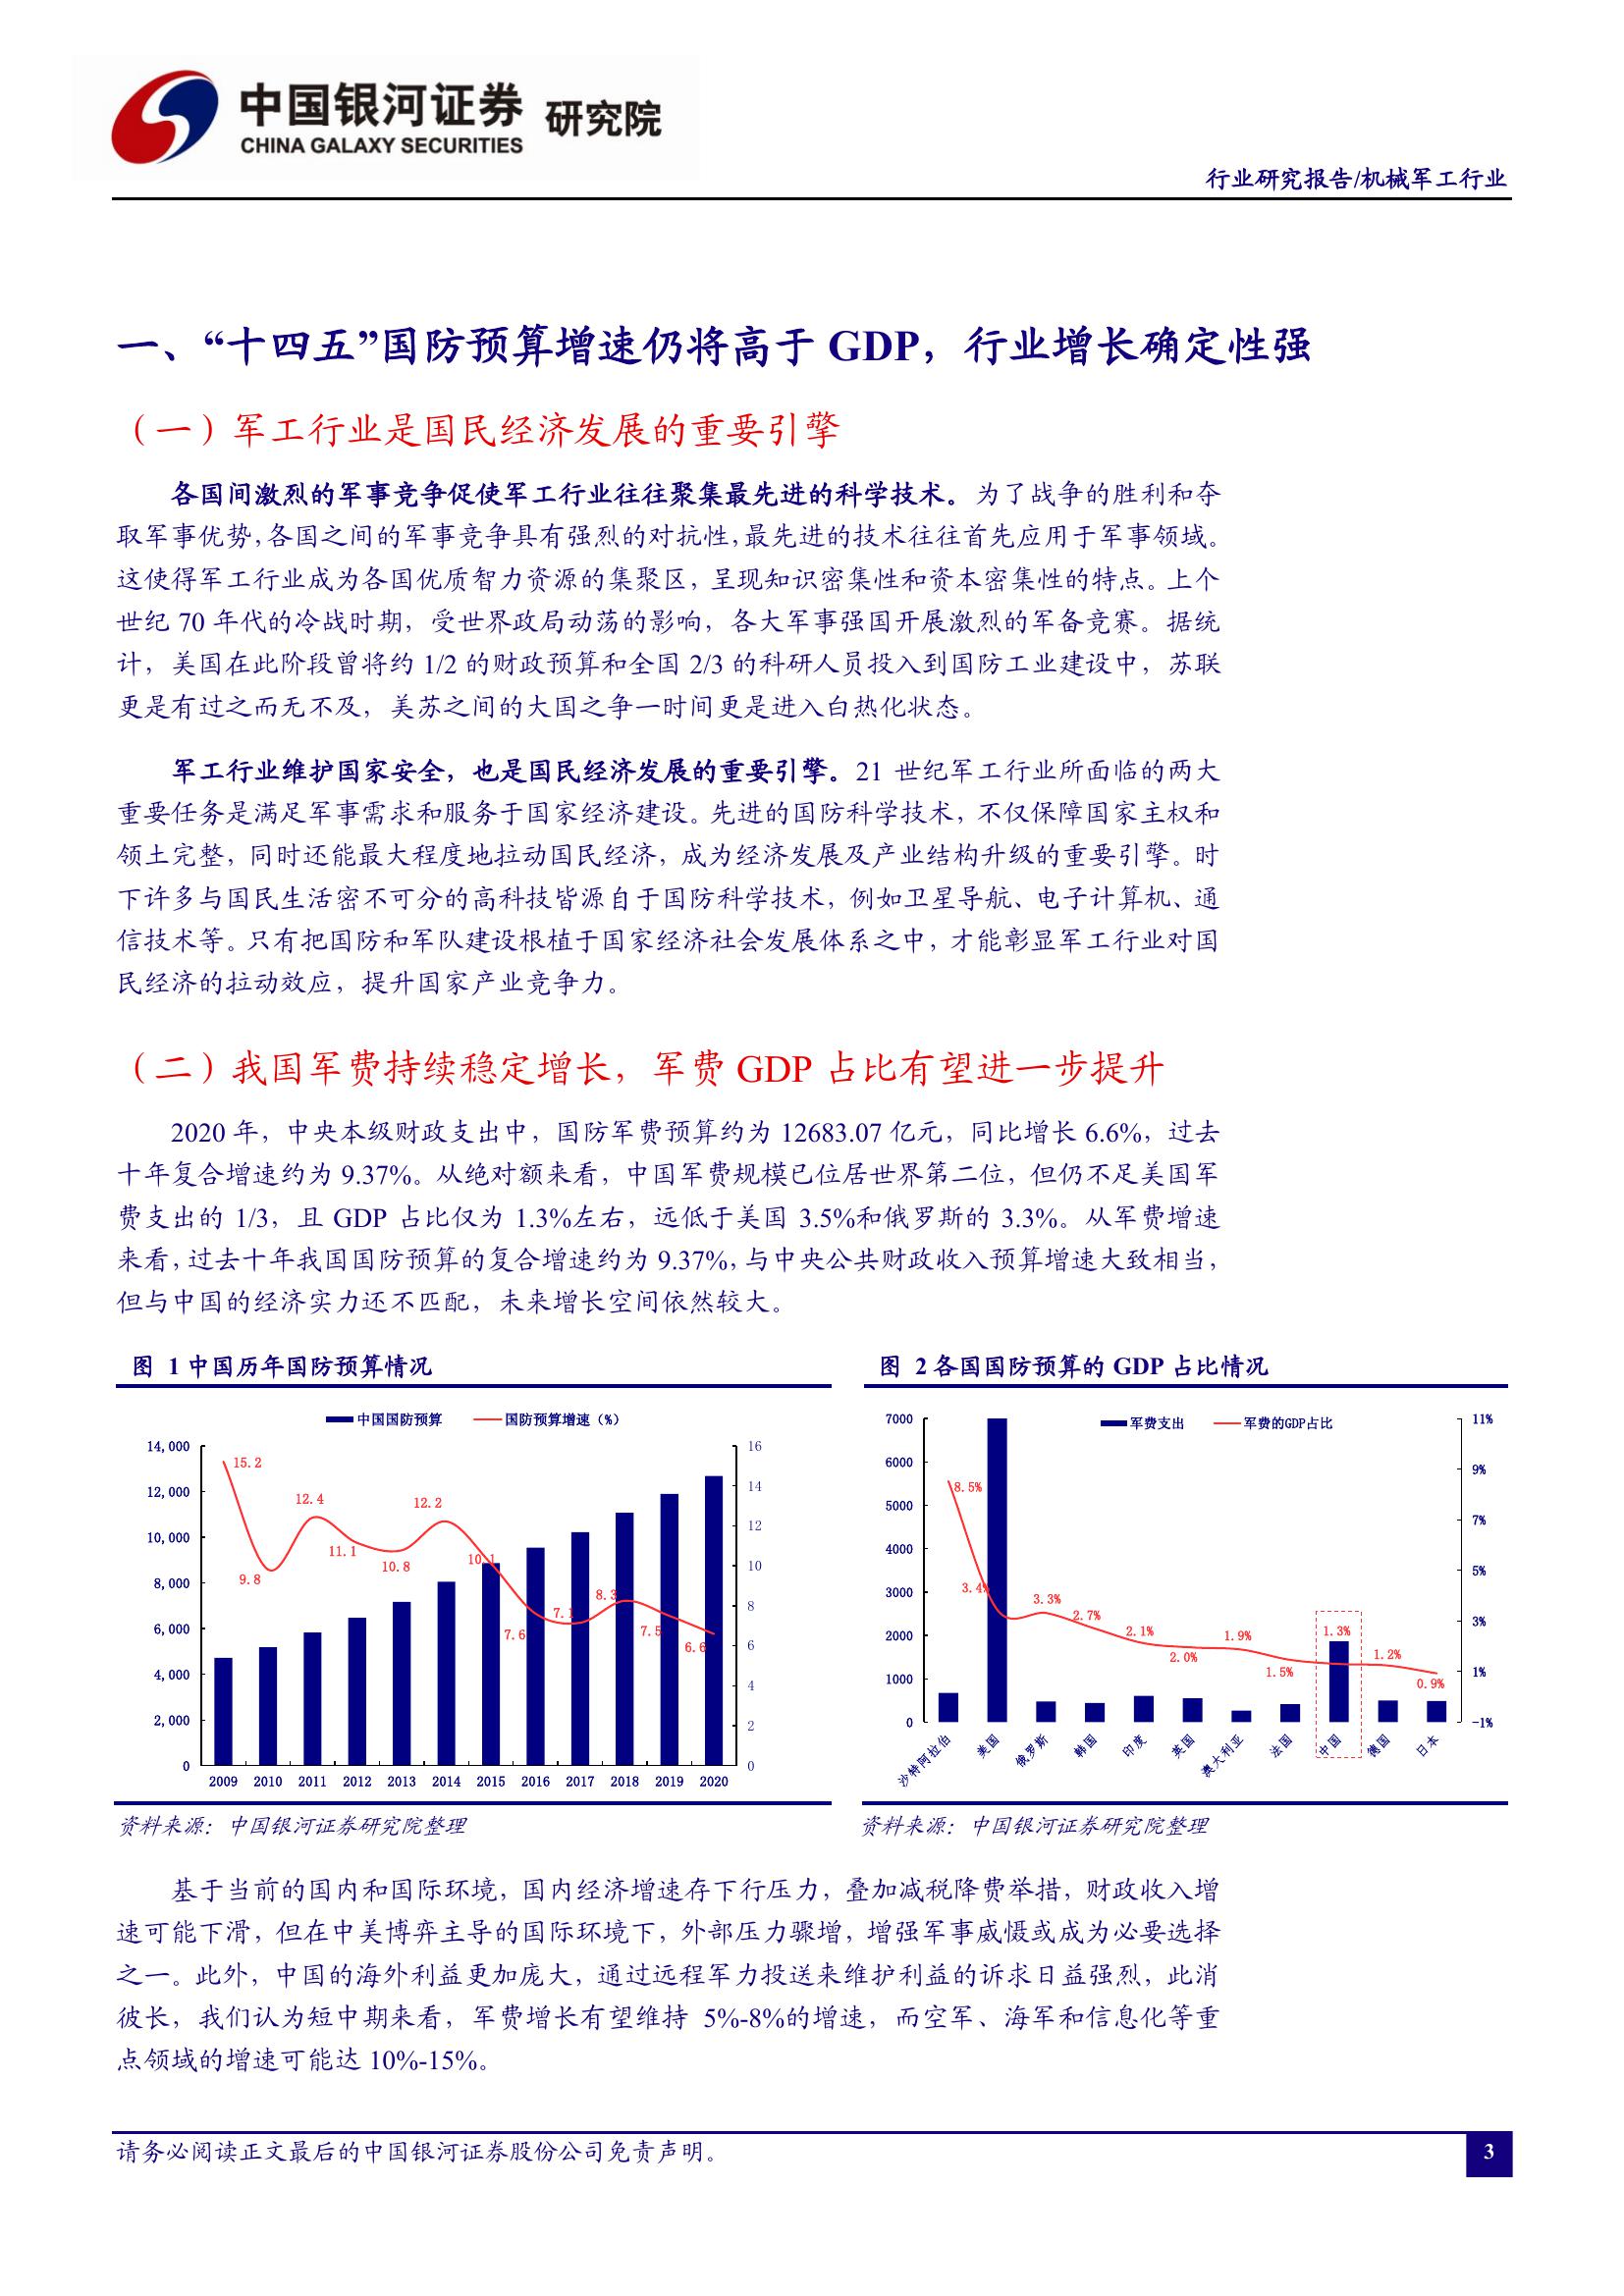 中国银河证券 研究院
CHINA GALAXY SECURITIES
行业研究报告/机械军工行业
一、“十四五”国防预算增速仍将高于 GDP，行业增长确定性强
（一）军工行业是国民经济发展的重要引擎
各国间激烈的军事竞争促使军工行业往往聚集最先进的科学技术。为了战争的胜利和夺
取军事优势，各国之间的军事竞争具有强烈的对抗性，最先进的技术往往首先应用于军事领域。
这使得军工行业成为各国优质智力资源的集聚区，呈现知识密集性和资本密集性的特点。上个
世纪 70 年代的冷战时期，受世界政局动荡的影响，各大军事强国开展激烈的军备竞赛。据统
计，美国在此阶段曾将约 1/2 的财政预算和全国 2/3 的科研人员投入到国防工业建设中，苏联
更是有过之而无不及，美苏之间的大国之争一时间更是进入白热化状态。
军工行业维护国家安全，也是国民经济发展的重要引擎。21 世纪军工行业所面临的两大
重要任务是满足军事需求和服务于国家经济建设。先进的国防科学技术，不仅保障国家主权和
领土完整，同时还能最大程度地拉动国民经济，成为经济发展及产业结构升级的重要引擎。时
下许多与国民生活密不可分的高科技皆源自于国防科学技术，例如卫星导航、电子计算机、通
信技术等。只有把国防和军队建设根植于国家经济社会发展体系之中，才能彰显军工行业对国
民经济的拉动效应，提升国家产业竞争力。
（二）我国军费持续稳定增长，军费 GDP 占比有望进一步提升
2020 年，中央本级财政支出中，国防军费预算约为 12683.07 亿元，同比增长 6.6%，过去
十年复合增速约为 9.37%。从绝对额来看，中国军费规模已位居世界第二位，但仍不足美国军
费支出的 1/3，且 GDP 占比仅为 1.3%左右，远低于美国 3.5%和俄罗斯的 3.3%。从军费增速
来看，过去十年我国国防预算的复合增速约为 9.37%，与中央公共财政收入预算增速大致相当，
但与中国的经济实力还不匹配，未来增长空间依然较大。
图 1 中国历年国防预算情况
中国国防预算 国防预算增速（%）
14,000
12,000
10,000
8,000
6,000
4,000
2,000
0
16
14
12
10
8
6
4
2
0
15.2
9.8
12.4
11.1
10.8
12.2
10.1
7.6
7.1
8.3
7.5
6.6
2009 2010 2011 2012 2013 2014 2015 2016 2017 2018 2019 2020
资料来源：中国银河证券研究院整理
图 2 各国国防预算的 GDP 占比情况
军费支出 军费的GDP占比
7000
6000
5000
4000
3000
2000
1000
0
11%
9%
7%
5%
3%
1%
-1%
8.5%
3.4%
3.3%
2.7%
2.1%
2.0%
1.9%
1.5%
1.3%
1.2%
0.9%
沙特阿拉伯 美国 俄罗斯 韩国 印度 英国 澳大利亚 法国 中国 德国 日本
资料来源：中国银河证券研究院整理
基于当前的国内和国际环境，国内经济增速存下行压力，叠加减税降费举措，财政收入增
速可能下滑，但在中美博弈主导的国际环境下，外部压力骤增，增强军事威慑或成为必要选择
之一。此外，中国的海外利益更加庞大，通过远程军力投送来维护利益的诉求日益强烈，此消
彼长，我们认为短中期来看，军费增长有望维持 5%-8%的增速，而空军、海军和信息化等重
点领域的增速可能达 10%-15%。
请务必阅读正文最后的中国银河证券股份公司免责声明。
3